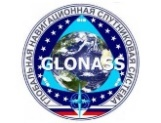 ГЛОБАЛЬНАЯ НАВИГАЦИОННАЯ СПУТНИКОВАЯ СИСТЕМА
GLONASS